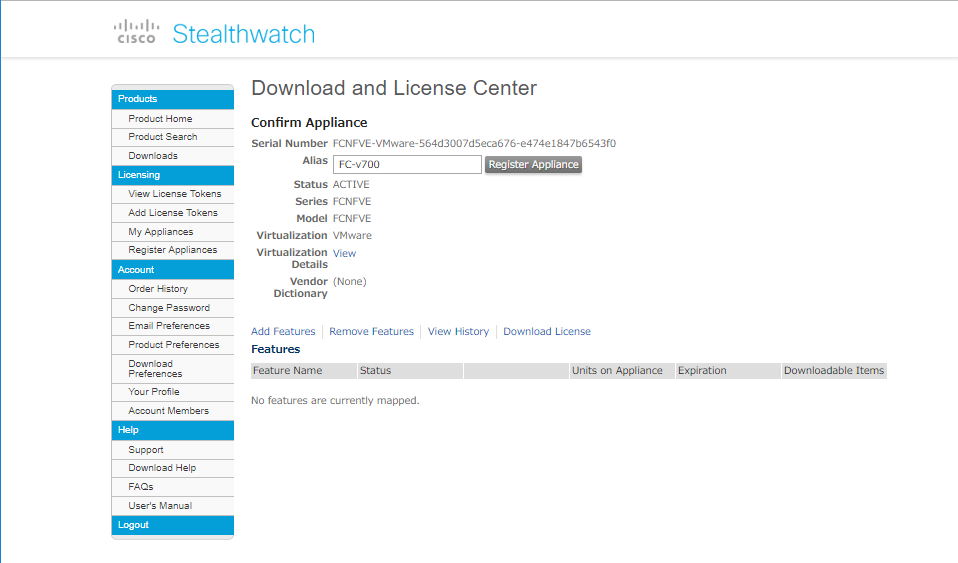 cisco Stealthwatch
Products
Product Home
Product Search
Downloads
Licensing
View License Tokens
Add License Tokens
My Appliances
Register Appliances
Account
Order History
Change Password
Email Preferences
Product Preferences
Download
Preferences
Your Profile
Account Members
Help
Support
Download Help
FAQs
User's Manual
Logout
Download and License Center
Confirm Appliance
Serial Number FCNFVE-VMware-564d3007d5eca676-e474e1847b6543f0
Alias FC-v700 Register Appliance
Status ACTIVE
Series FCNFVE
Model FCNFVE
Virtualization VMware
Virtualization View
Details
Vendor (None)
Dictionary
Add Features Remove Features View History Download License
Features
Feature Name Status Units on Appliance Expiration Downloadable Items
No features are currently mapped.